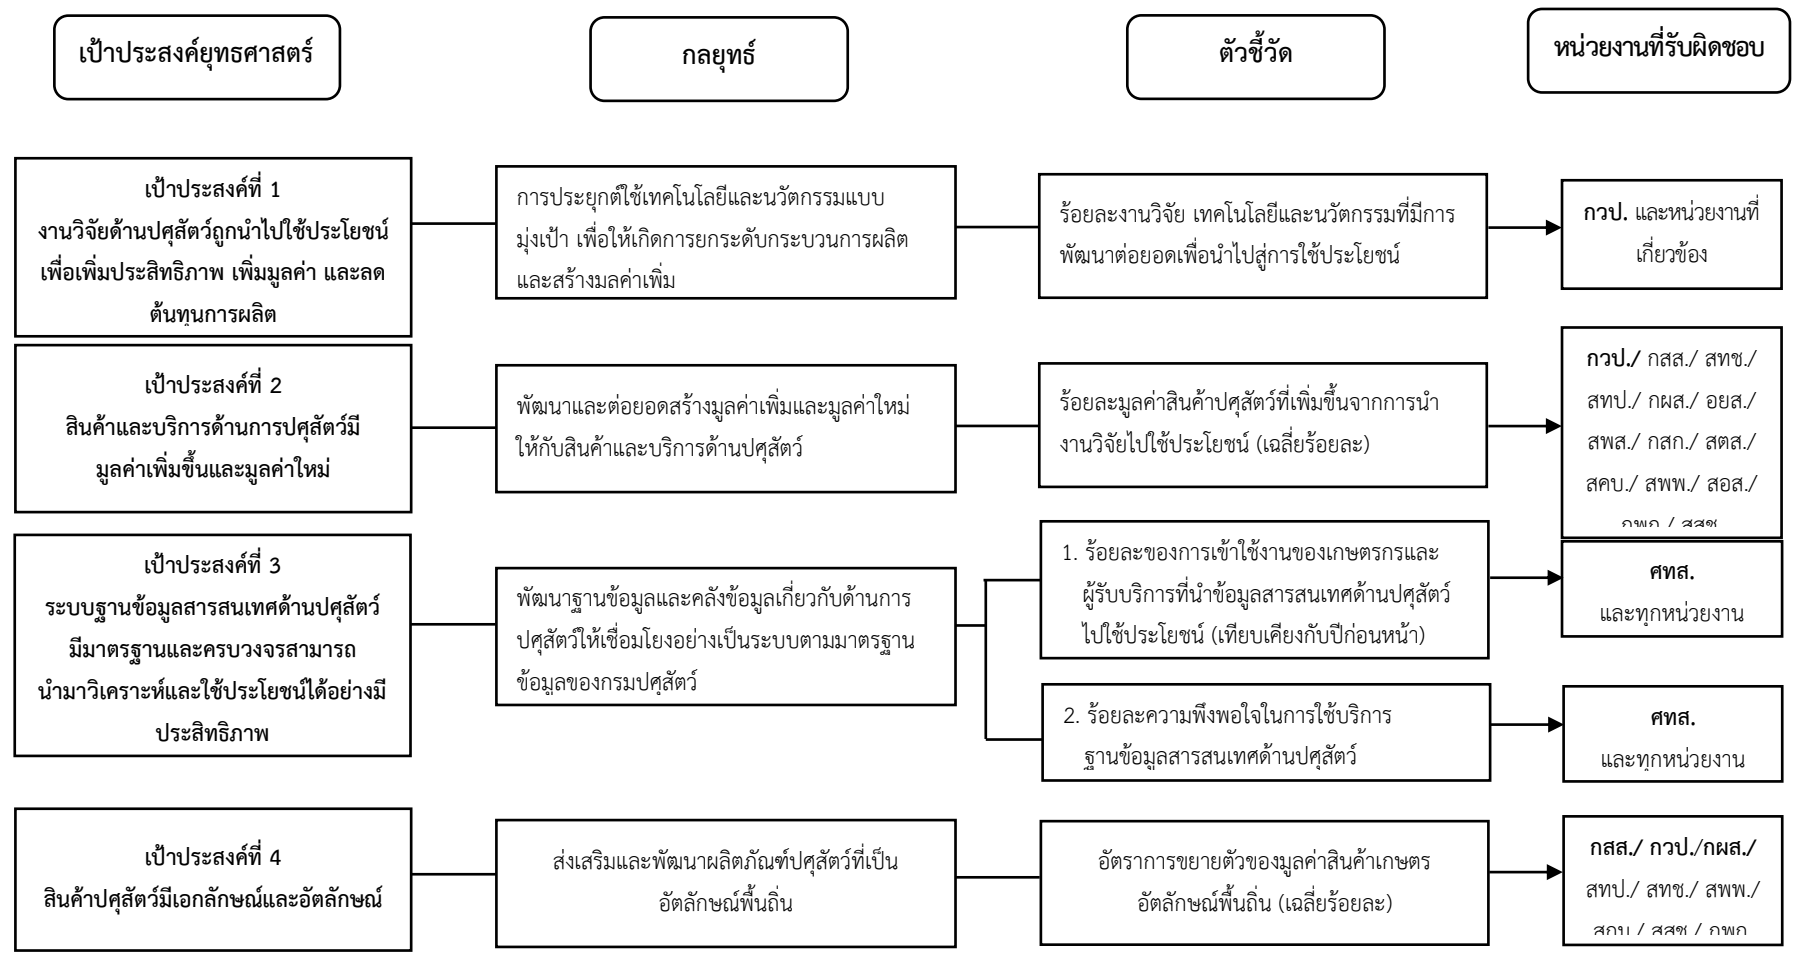 เป้าประสงค์ยุทธศาสตร์
กลยุทธ์
ตัวชี้วัด
หน่วยงานที่รับผิดชอบ
เป้าประสงค์ที่ 1
งานวิจัยด้านปศุสัตว์ถูกนำไปใช้ประโยชน์
เพื่อเพิ่มประสิทธิภาพ เพิ่มมูลค่า และลด
ต้นทุนการผลิต
การประยุกต์ใช้เทคโนโลยีและนวัตกรรมแบบ
มุ่งเป้า เพื่อให้เกิดการยกระดับกระบวนการผลิต
และสร้างมูลค่าเพิ่ม
ร้อยละงานวิจัย เทคโนโลยีและนวัตกรรมที่มีการ
พัฒนาต่อยอดเพื่อนำไปสู่การใช้ประโยชน์
กวป. และหน่วยงานที่
เกี่ยวข้อง
เป้าประสงค์ที่ 2
สินค้าและบริการด้านการปศุสัตว์มี
มูลค่าเพิ่มขึ้นและมูลค่าใหม่
พัฒนาและต่อยอดสร้างมูลค่าเพิ่มและมูลค่าใหม่
ให้กับสินค้าและบริการด้านปศุสัตว์
ร้อยละมูลค่าสินค้าปศุสัตว์ที่เพิ่มขึ้นจากการนำ
งานวิจัยไปใช้ประโยชน์ (เฉลี่ยร้อยละ)
กวป./ กสส./ สทช./
สทป./ กผส./ อยส./
สพส./ กสก./ สตส./
สคบ./ สพพ./ สอส./
เป้าประสงค์ที่ 3
ระบบฐานข้อมูลสารสนเทศด้านปศุสัตว์
มีมาตรฐานและครบวงจรสามารถ
นำมาวิเคราะห์และใช้ประโยชน์ได้อย่างมี
ประสิทธิภาพ
พัฒนาฐานข้อมูลและคลังข้อมูลเกี่ยวกับด้านการ
ปศุสัตว์ให้เชื่อมโยงอย่างเป็นระบบตามมาตรฐาน
ข้อมูลของกรมปศุสัตว์
1. ร้อยละของการเข้าใช้งานของเกษตรกรและ
ผู้รับบริการที่นำข้อมูลสารสนเทศด้านปศุสัตว์
ไปใช้ประโยชน์ (เทียบเคียงกับปีก่อนหน้า)
ศทส.
และทุกหน่วยงาน
2. ร้อยละความพึงพอใจในการใช้บริการ
ฐานข้อมูลสารสนเทศด้านปศุสัตว์
ศทส.
และทุกหน่วยงาน
เป้าประสงค์ที่ 4
สินค้าปศุสัตว์มีเอกลักษณ์และอัตลักษณ์
ส่งเสริมและพัฒนาผลิตภัณฑ์ปศุสัตว์ที่เป็น
อัตลักษณ์พื้นถิ่น
อัตราการขยายตัวของมูลค่าสินค้าเกษตร
อัตลักษณ์พื้นถิ่น (เฉลี่ยร้อยละ)
กสส./ กวป./กผส./
สทป./ สทช./ สพพ./